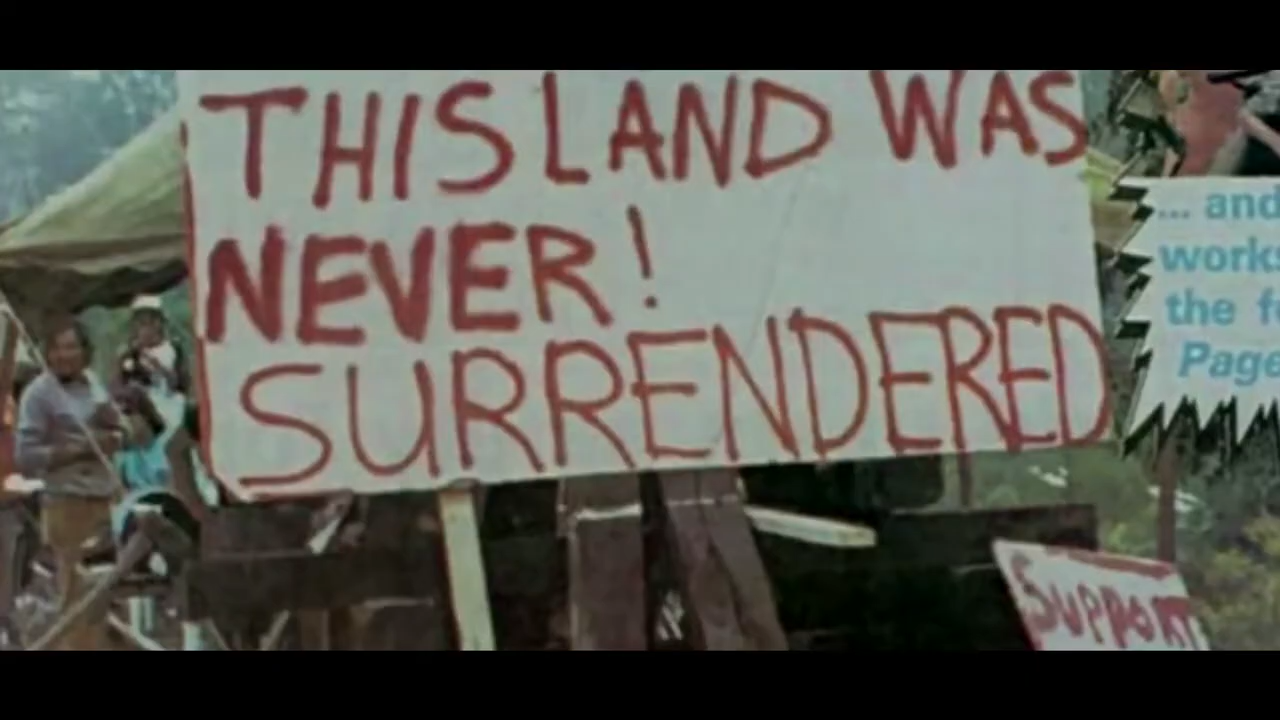 THIS LAND WAS
NEVER!
SURRENDERED
... and
works
the
Page
SUPPORT